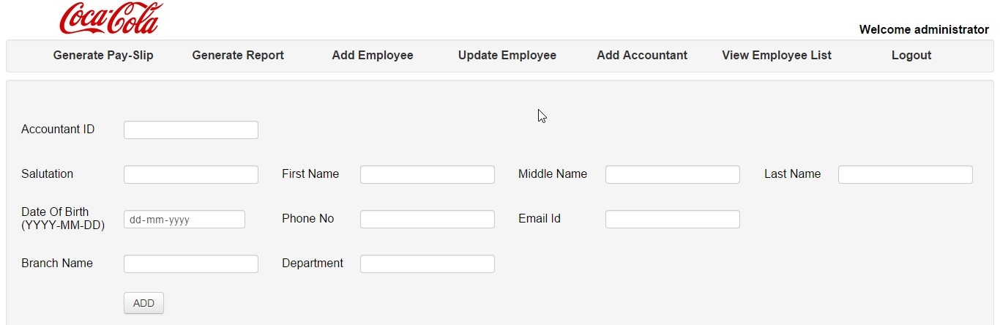 Coca-Cola
Welcome administrator
Generate Pay-Slip Generate Report Add Employee Update Employee Add Accountant View Employee List Logout
Accountant ID
Salutation First Name Middle Name Last Name
Date Of Birth
(YYYY-MM-DD) dd-mm-yyyy Phone No Email Id
Branch Name Department
ADD